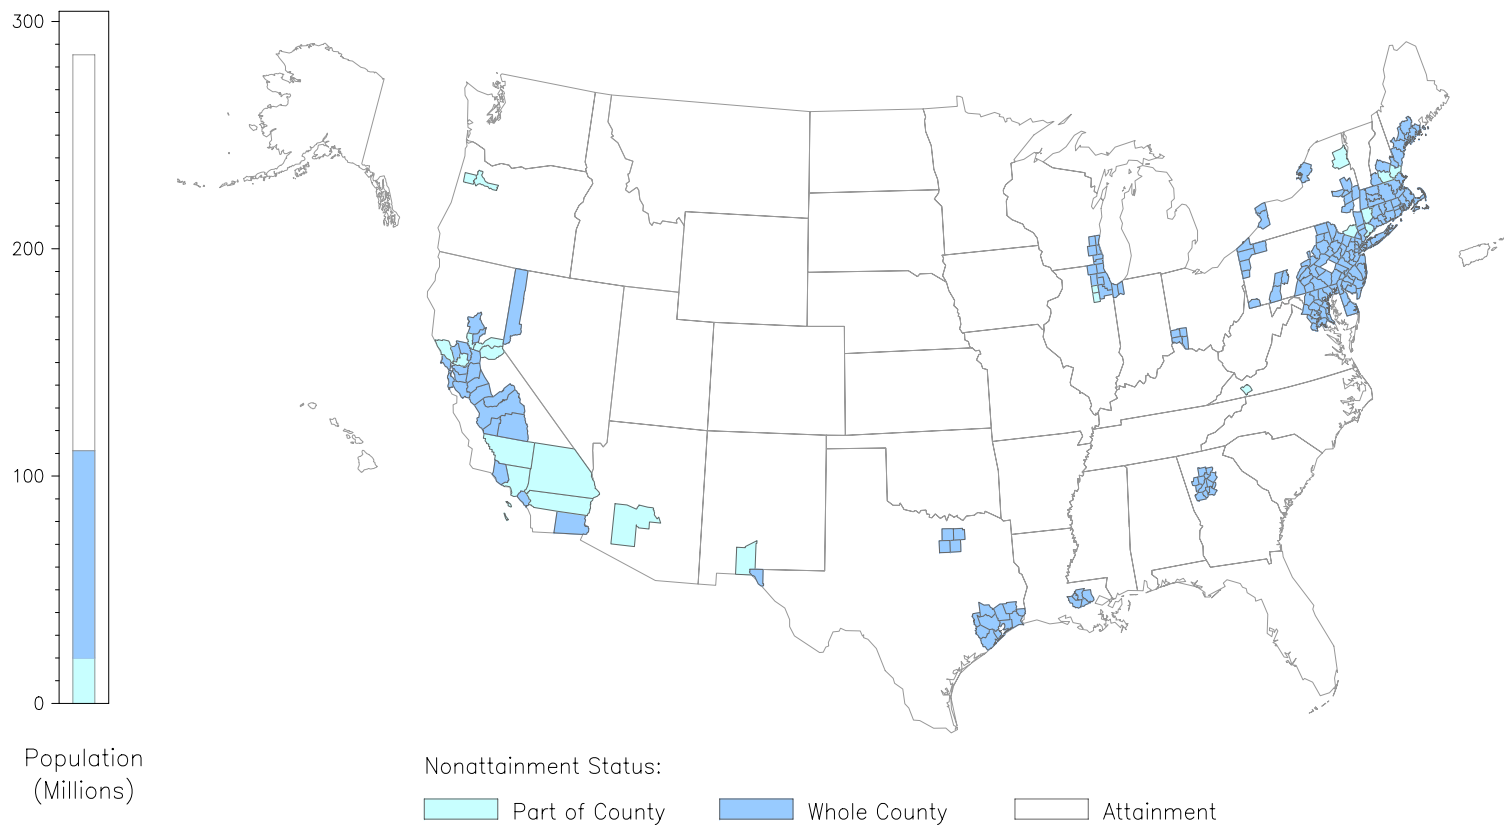 300
200
100
0
Population
(Millions)
Nonattainment Status:
Part of County
Whole County
Attainment